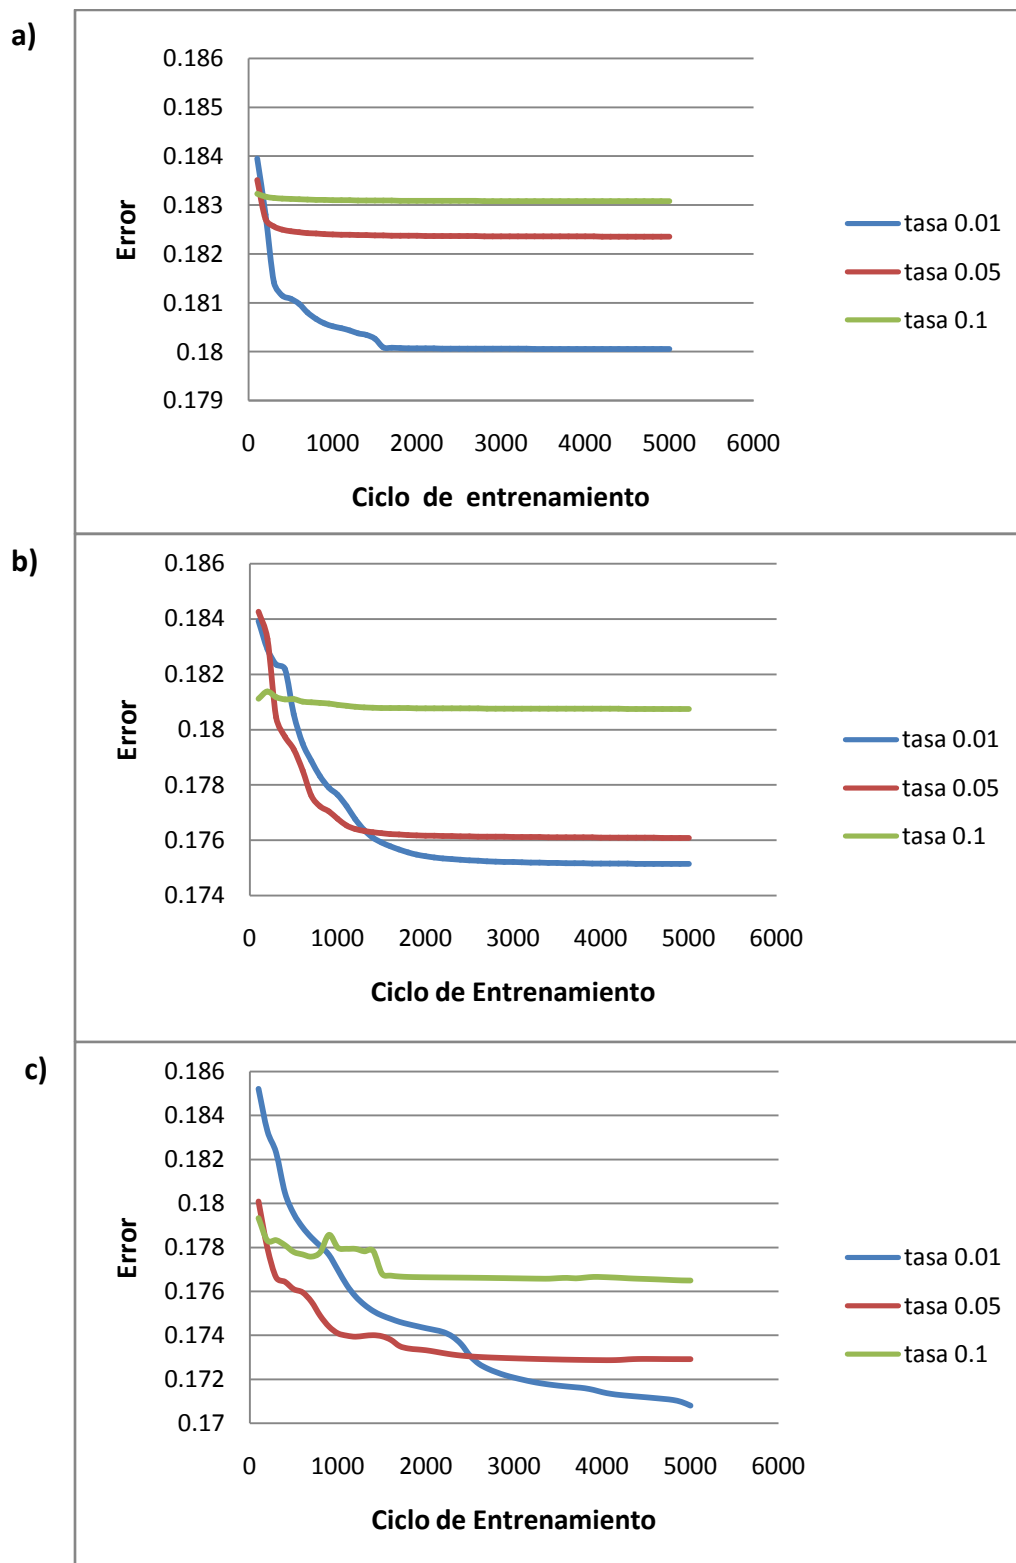 a)
0.186
0.185
0.184
0.183
0.182
0.181
0.18
0.179
Error
0 1000 2000 3000 4000 5000 6000
Ciclo de entrenamiento
tasa 0.01
tasa 0.05
tasa 0.1
b)
0.186
0.184
0.182
0.18
0.178
0.176
0.174
Error
0 1000 2000 3000 4000 5000 6000
Ciclo de Entrenamiento
tasa 0.01
tasa 0.05
tasa 0.1
c)
0.186
0.184
0.182
0.18
0.178
0.176
0.174
0.172
0.17
Error
0 1000 2000 3000 4000 5000 6000
Ciclo de Entrenamiento
tasa 0.01
tasa 0.05
tasa 0.1